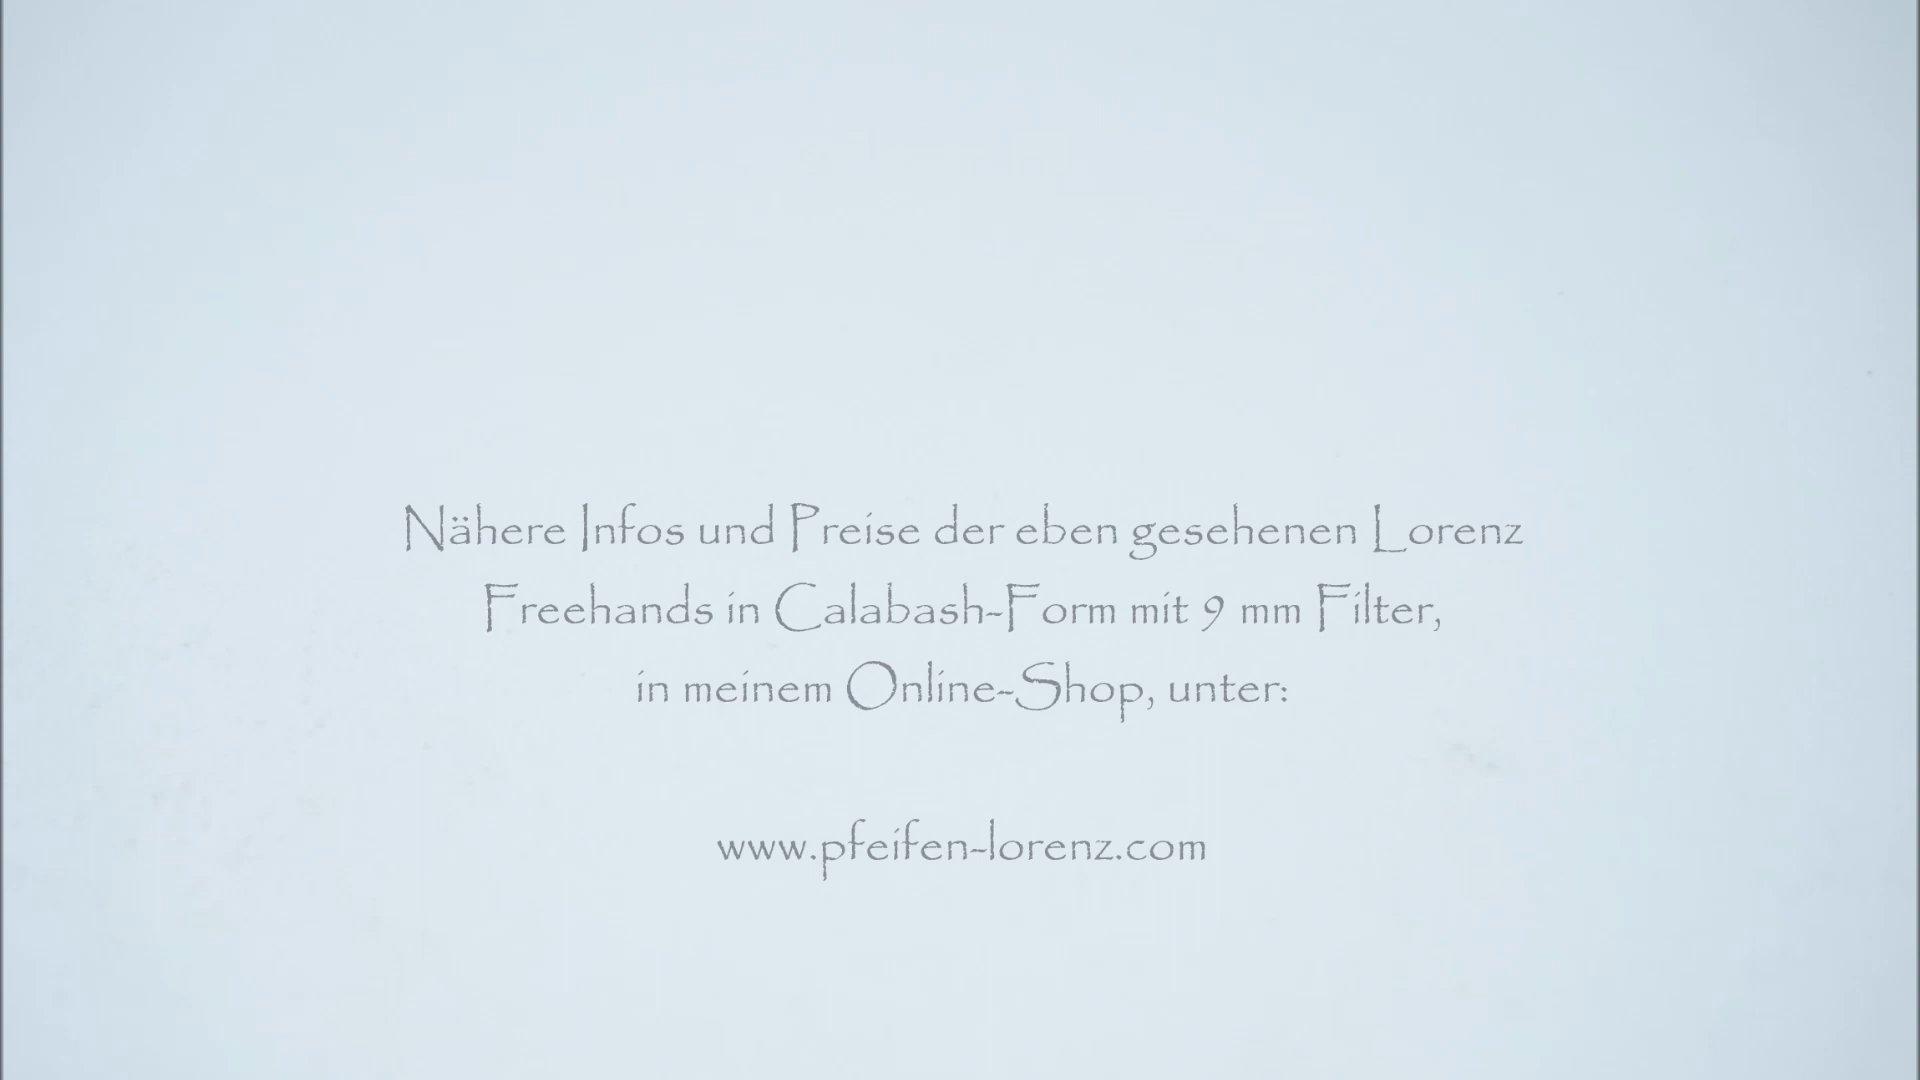 Nähere Infos und Preise der eben gesehenen Lorenz
Freehands in Calabash-Form mit 9 mm Filter,
in meinem Online-Shop, unter:
www.pfeifen-lorenz.com